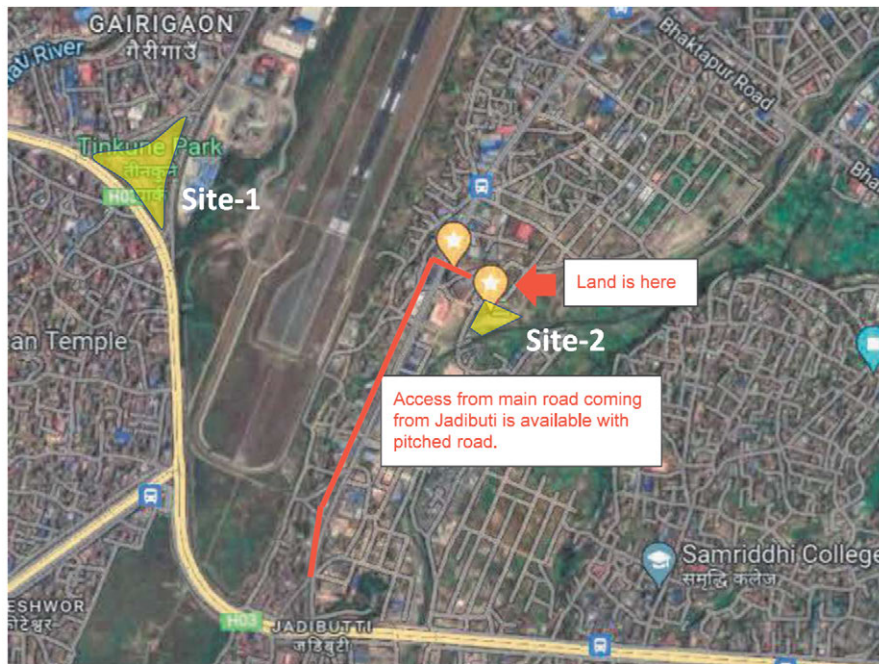 GAIRIGAON
गैरीगाउँ
River
Bhaktapur Road
Tinkune Park
तीनकुने
पार्क
H03
Site-1
Land is here
Site-2
an Temple
Access from main road coming
from Jadibuti is available with
pitched road.
Samriddhi College
समृद्धि कलेज
ESHWOR
कोटेश्वर
H03
JADIBUTTI
जडिबुटी